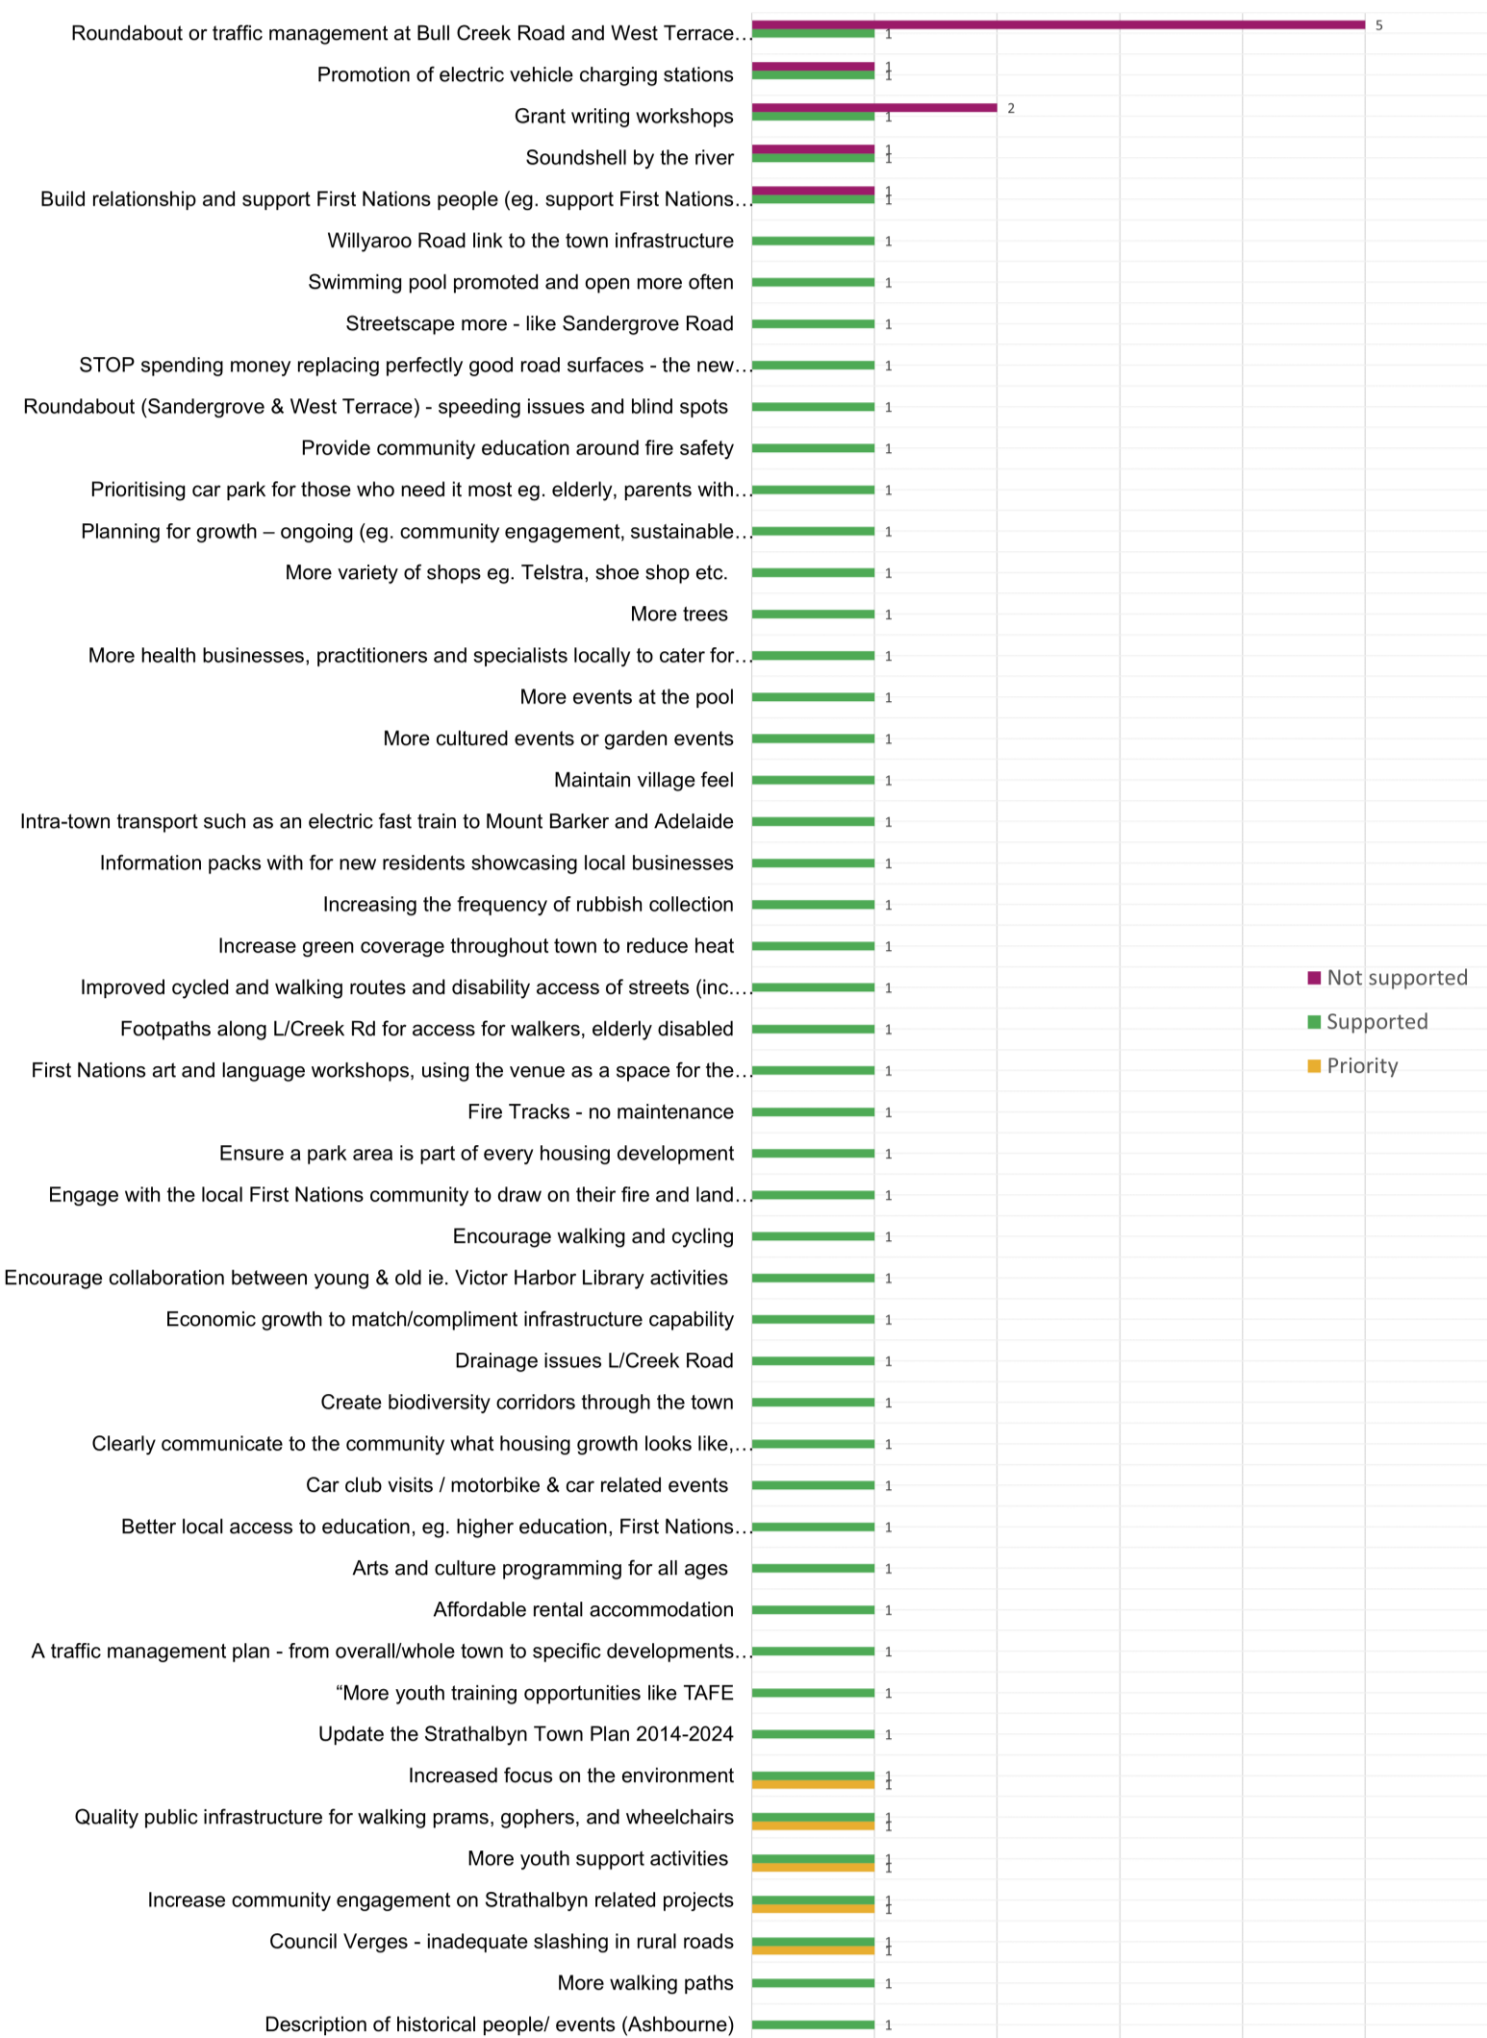 Roundabout or traffic management at Bull Creek Road and West Terrace… 5 1
Promotion of electric vehicle charging stations 1 1
Grant writing workshops 2 1
Soundshell by the river 1 1
Build relationship and support First Nations people (eg. support First Nations… 1 1
Willyaroo Road link to the town infrastructure 1
Swimming pool promoted and open more often 1
Streetscape more - like Sandergrove Road 1
STOP spending money replacing perfectly good road surfaces - the new… 1
Roundabout (Sandergrove & West Terrace) - speeding issues and blind spots 1
Provide community education around fire safety 1
Prioritising car park for those who need it most eg. elderly, parents with… 1
Planning for growth – ongoing (eg. community engagement, sustainable… 1
More variety of shops eg. Telstra, shoe shop etc. 1
More trees 1
More health businesses, practitioners and specialists locally to cater for… 1
More events at the pool 1
More cultured events or garden events 1
Maintain village feel 1
Intra-town transport such as an electric fast train to Mount Barker and Adelaide 1
Information packs with for new residents showcasing local businesses 1
Increasing the frequency of rubbish collection 1
Increase green coverage throughout town to reduce heat 1
Improved cycled and walking routes and disability access of streets (inc.… 1
Not supported
Supported
Priority
Footpaths along L/Creek Rd for access for walkers, elderly disabled 1
First Nations art and language workshops, using the venue as a space for the… 1
Fire Tracks - no maintenance 1
Ensure a park area is part of every housing development 1
Engage with the local First Nations community to draw on their fire and land… 1
Encourage walking and cycling 1
Encourage collaboration between young & old ie. Victor Harbor Library activities 1
Economic growth to match/compliment infrastructure capability 1
Drainage issues L/Creek Road 1
Create biodiversity corridors through the town 1
Clearly communicate to the community what housing growth looks like,… 1
Car club visits / motorbike & car related events 1
Better local access to education, eg. higher education, First Nations… 1
Arts and culture programming for all ages 1
Affordable rental accommodation 1
A traffic management plan - from overall/whole town to specific developments… 1
“More youth training opportunities like TAFE 1
Update the Strathalbyn Town Plan 2014-2024 1
Increased focus on the environment 1 1
Quality public infrastructure for walking prams, gophers, and wheelchairs 1 1
More youth support activities 1 1
Increase community engagement on Strathalbyn related projects 1 1
Council Verges - inadequate slashing in rural roads 1 1
More walking paths 1
Description of historical people/ events (Ashbourne) 1